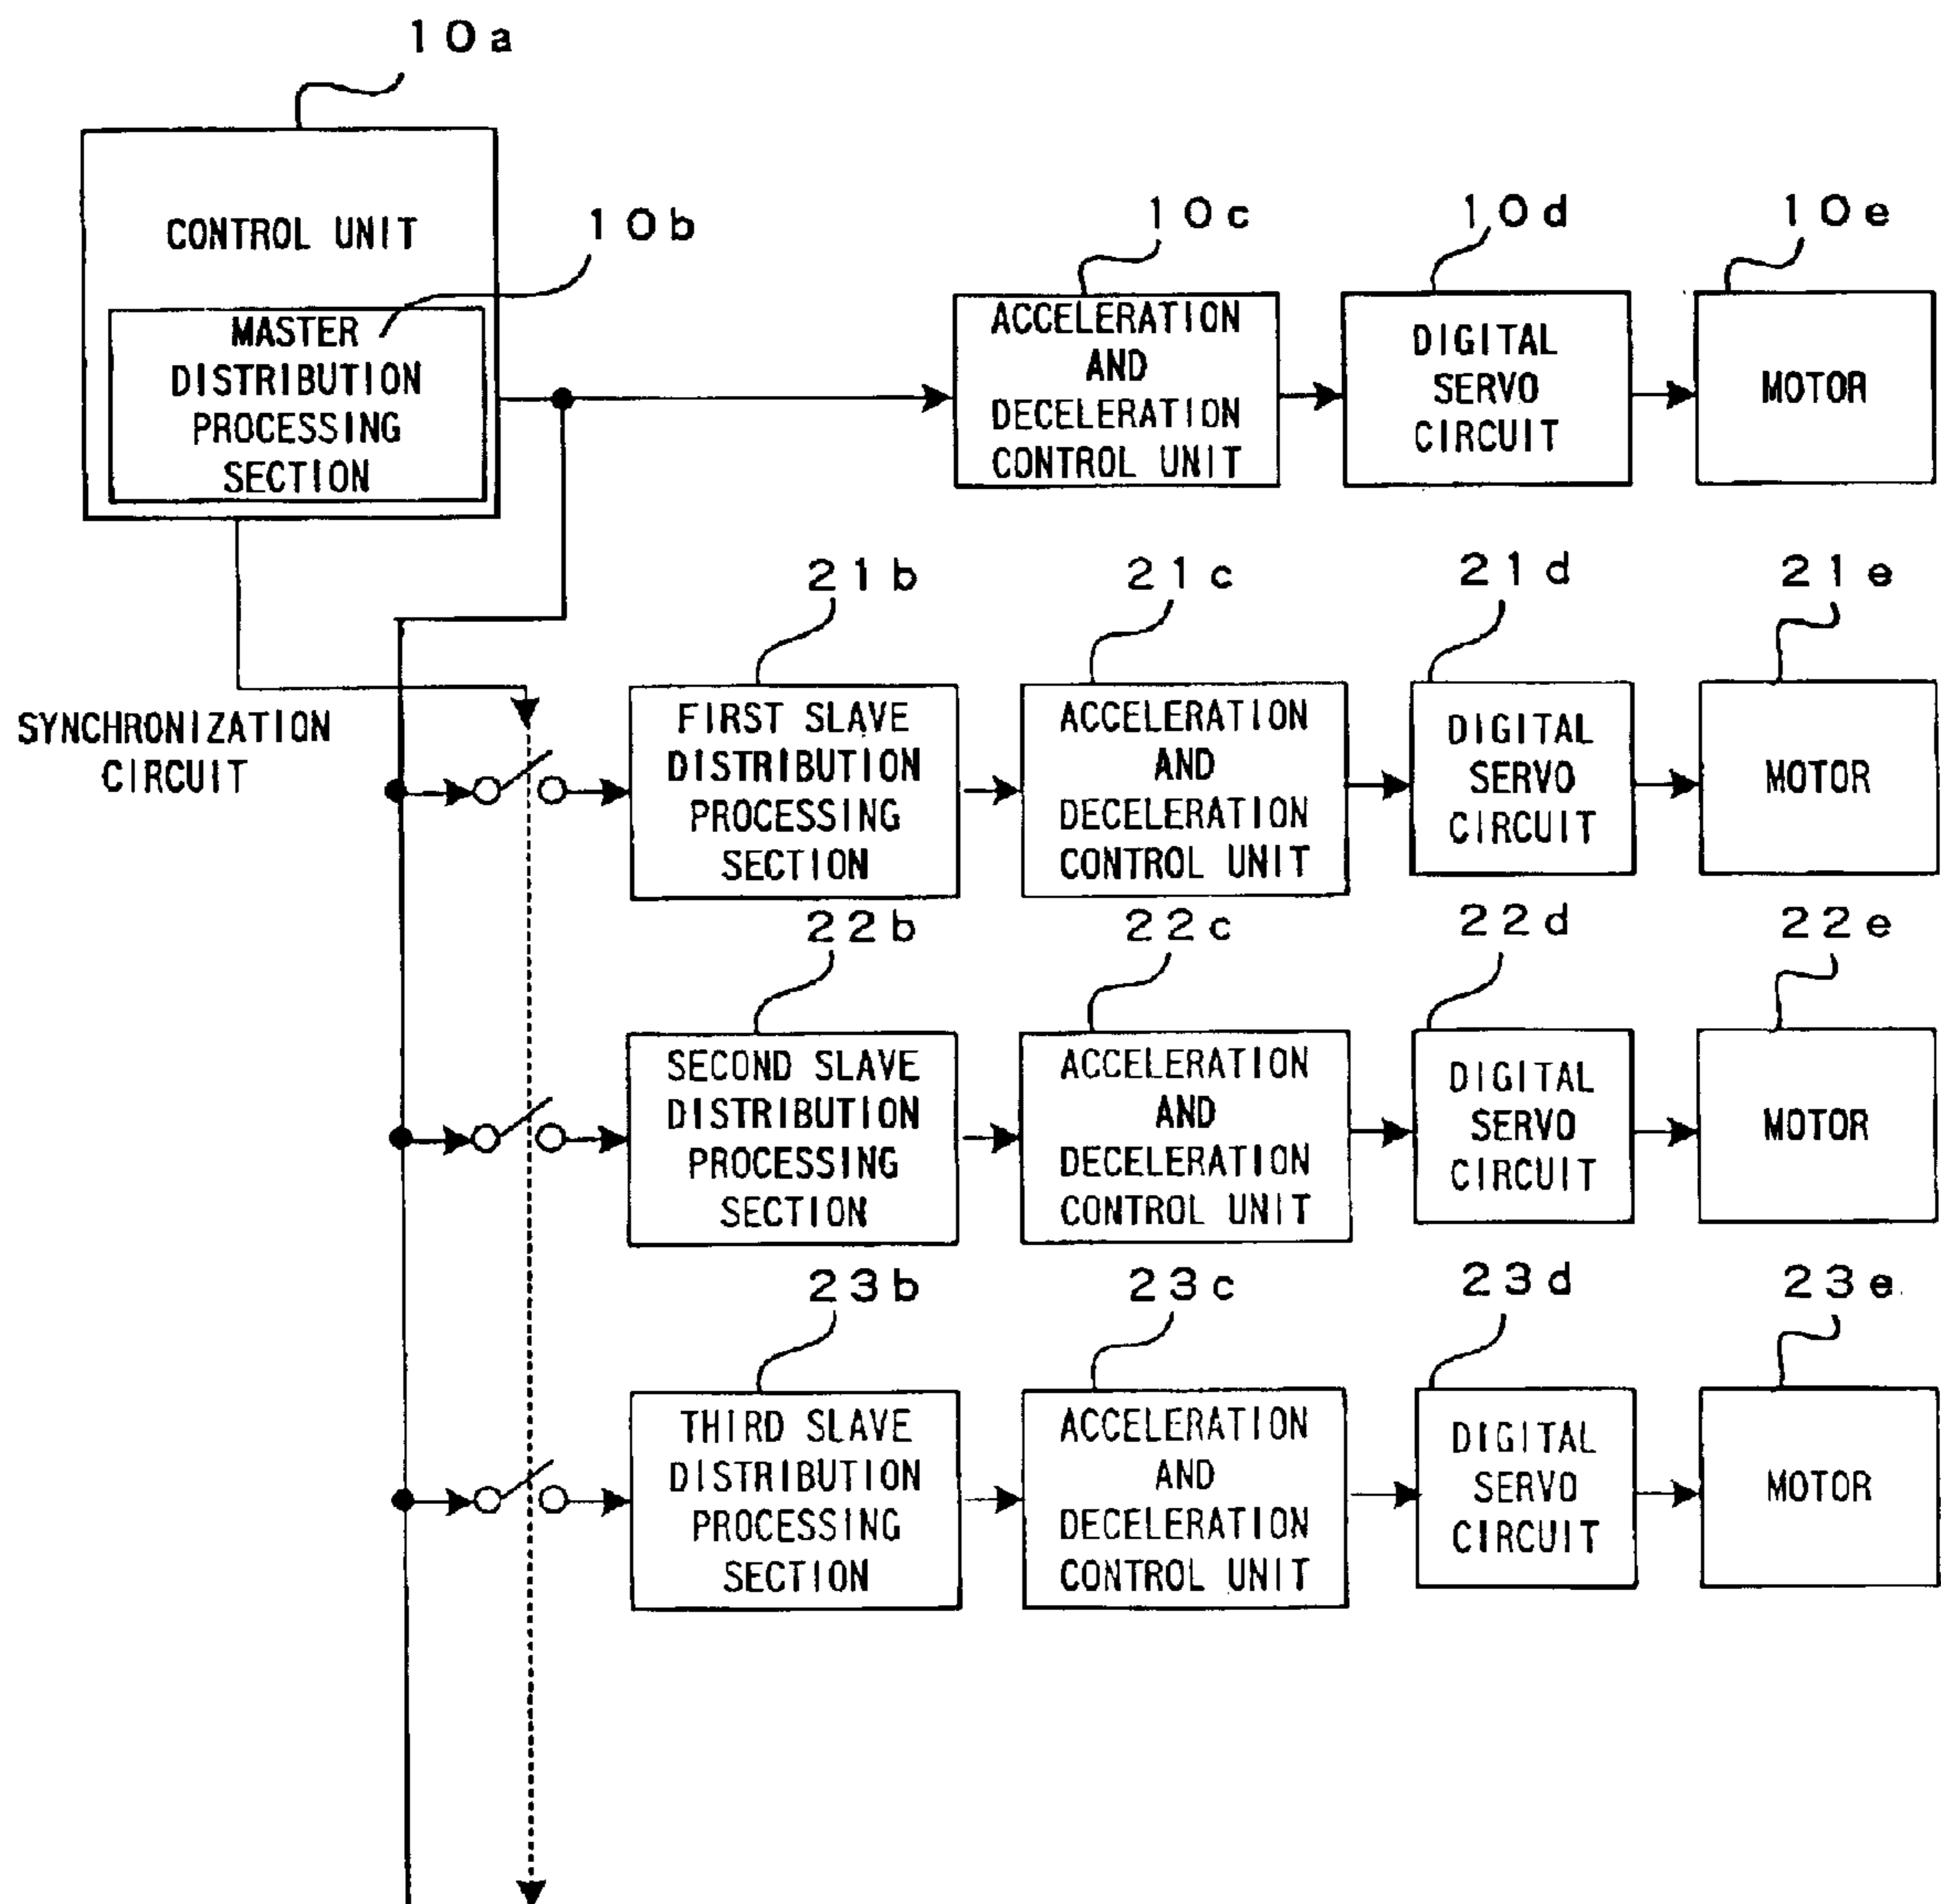 10a
CONTROL UNIT
10b
MASTER
DISTRIBUTION
PROCESSING
SECTION
10c
ACCELERATION
AND
DECELERATION
CONTROL UNIT
10d
DIGITAL
SERVO
CIRCUIT
10e
MOTOR
SYNCHRONIZATION
CIRCUIT
21b
FIRST SLAVE
DISTRIBUTION
PROCESSING
SECTION
21c
ACCELERATION
AND
DECELERATION
CONTROL UNIT
21d
DIGITAL
SERVO
CIRCUIT
21e
MOTOR
22b
SECOND SLAVE
DISTRIBUTION
PROCESSING
SECTION
22c
ACCELERATION
AND
DECELERATION
CONTROL UNIT
22d
DIGITAL
SERVO
CIRCUIT
22e
MOTOR
23b
THIRD SLAVE
DISTRIBUTION
PROCESSING
SECTION
23c
ACCELERATION
AND
DECELERATION
CONTROL UNIT
23d
DIGITAL
SERVO
CIRCUIT
23e
MOTOR